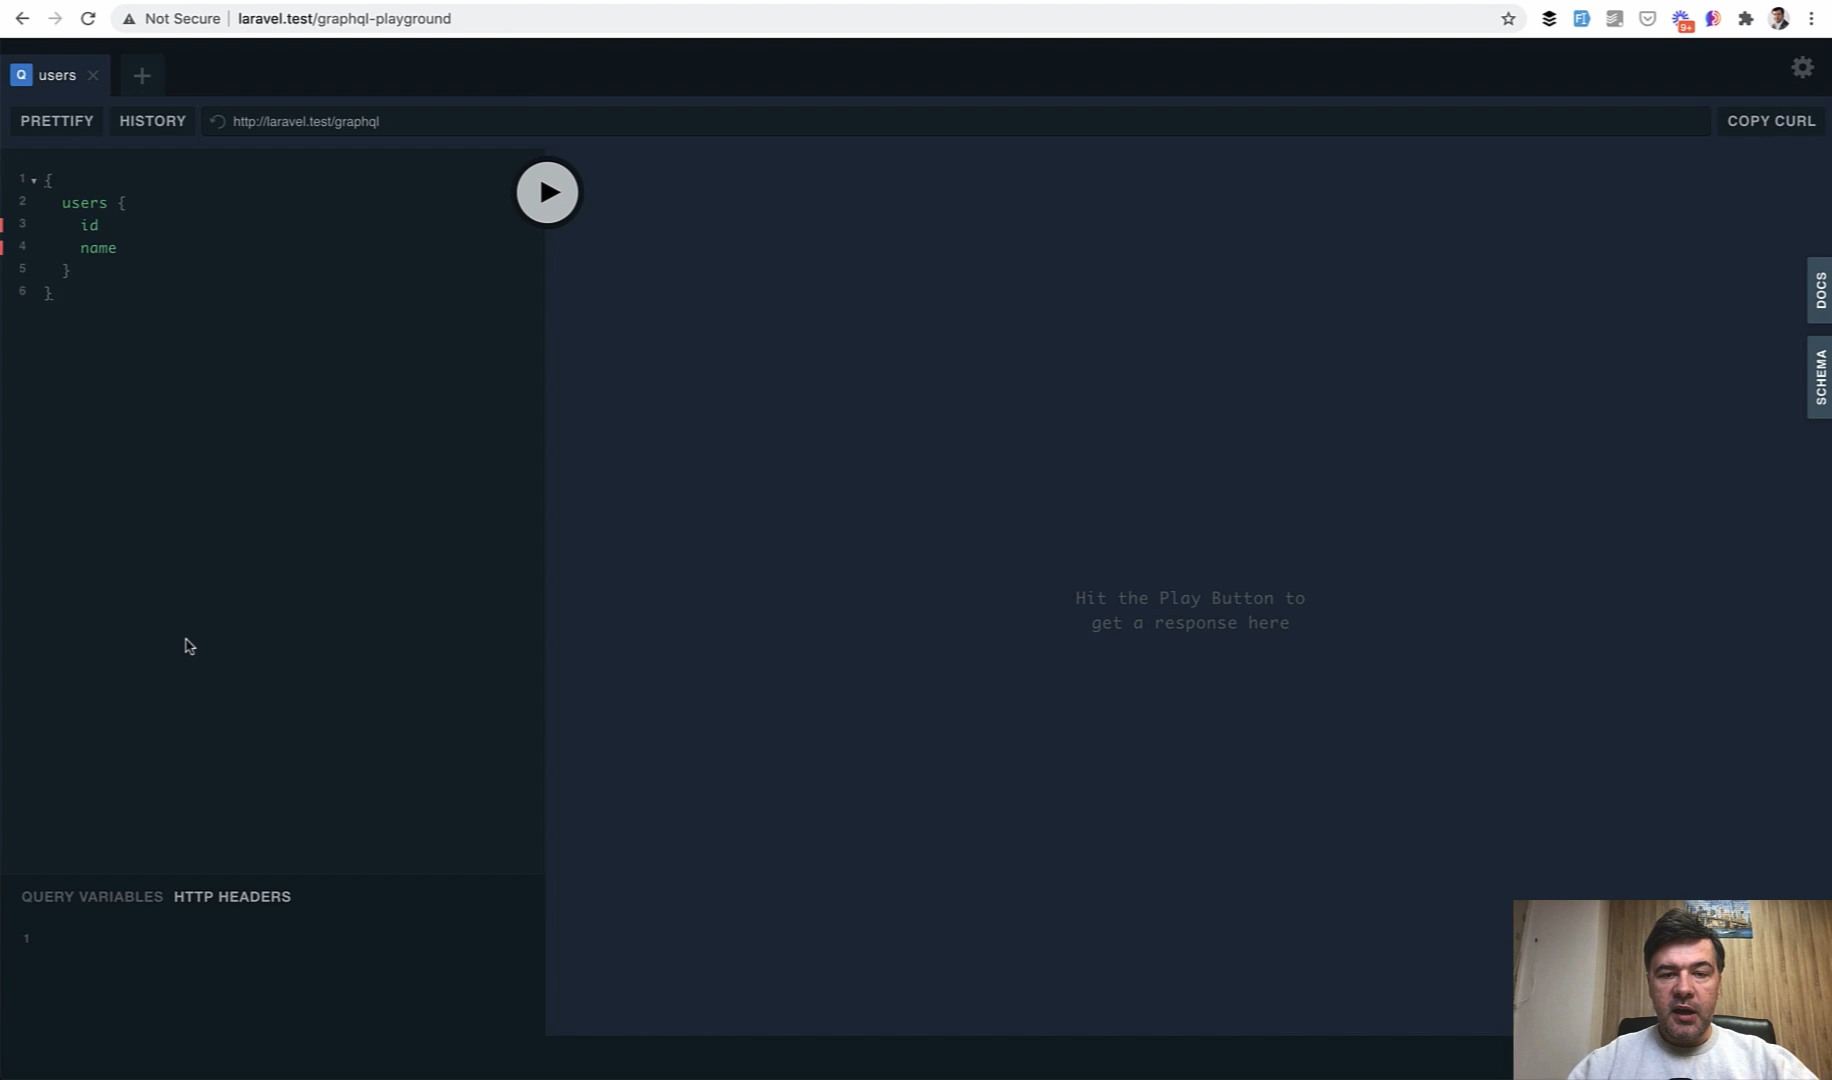 Not Secure | laravel.test/graphql-playground
9+
Q users
PRETTIFY HISTORY http://laravel.test/graphql COPY CURL
1 {
2 users {
3 id
4 name
5 }
6 }
Hit the Play Button to
get a response here
DOCS
SCHEMA
QUERY VARIABLES HTTP HEADERS
1